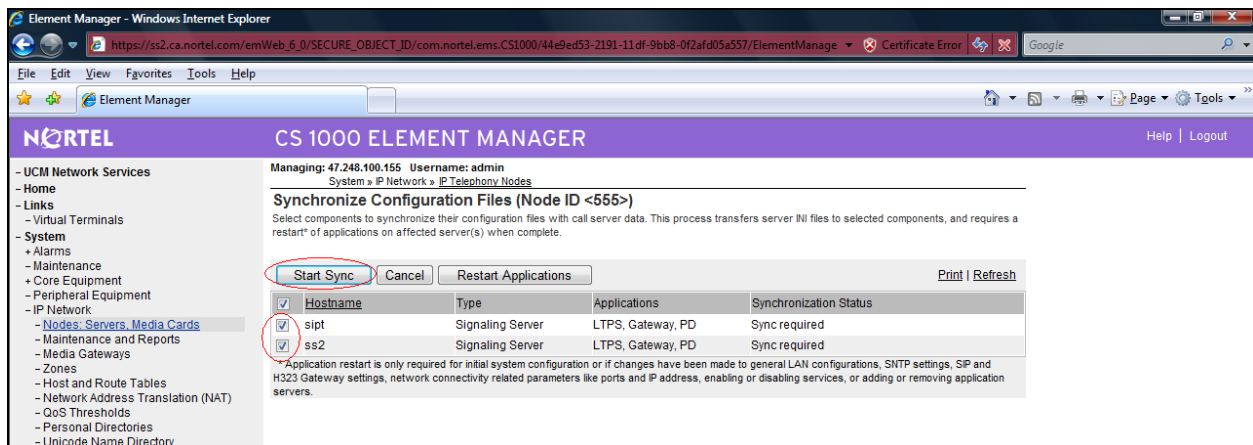 Element Manager - Windows Internet Explorer
https://ss2.ca.nortel.com/emWeb_6_0/SECURE_OBJECT_ID/com.nortel.ems.CS1000/44e9ed53-2191-11df-9bb8-0f2afd05a557/ElementManage
Certificate Error
Google
File Edit View Favorites Tools Help
Element Manager
Page Tools
NORTEL
CS 1000 ELEMENT MANAGER
Help | Logout
- UCM Network Services
- Home
- Links
- Virtual Terminals
- System
+ Alarms
- Maintenance
+ Core Equipment
- Peripheral Equipment
- IP Network
- Nodes: Servers, Media Cards
- Maintenance and Reports
- Media Gateways
- Zones
- Host and Route Tables
- Network Address Translation (NAT)
- QoS Thresholds
- Personal Directories
- Unicode Name Directory
Managing: 47.248.100.155 Username: admin
System » IP Network » IP Telephony Nodes
Synchronize Configuration Files (Node ID <555>)
Select components to synchronize their configuration files with call server data. This process transfers server INI files to selected components, and requires a
restart* of applications on affected server(s) when complete.
Start Sync Cancel Restart Applications
Print | Refresh
Hostname Type Applications Synchronization Status
sipt Signaling Server LTPS, Gateway, PD Sync required
ss2 Signaling Server LTPS, Gateway, PD Sync required
* Application restart is only required for initial system configuration or if changes have been made to general LAN configurations, SNTP settings, SIP and
H323 Gateway settings, network connectivity related parameters like ports and IP address, enabling or disabling services, or adding or removing application
servers.